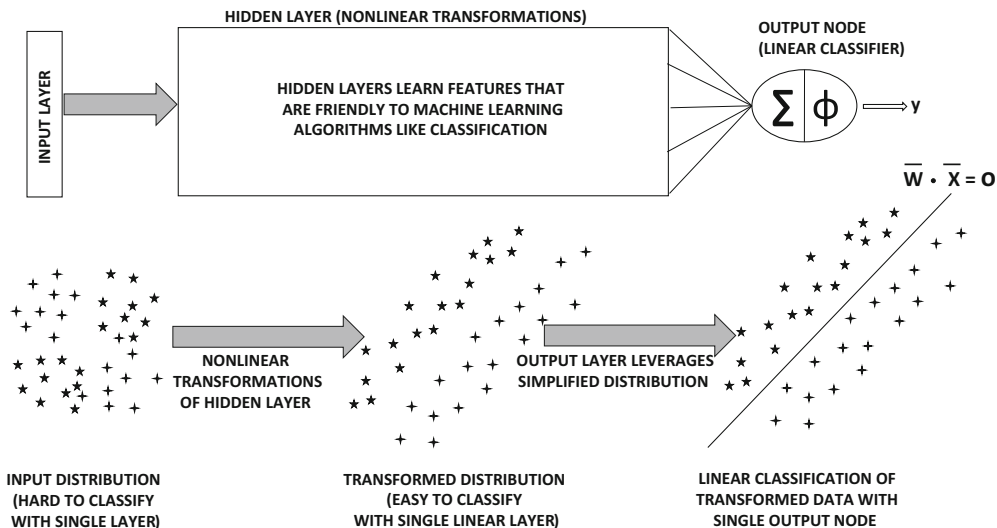 HIDDEN LAYER (NONLINEAR TRANSFORMATIONS)
INPUT LAYER
HIDDEN LAYERS LEARN FEATURES THAT
ARE FRIENDLY TO MACHINE LEARNING
ALGORITHMS LIKE CLASSIFICATION
OUTPUT NODE
(LINEAR CLASSIFIER)
Σ ϕ
y
W̅ · X̅ = 0
NONLINEAR
TRANSFORMATIONS
OF HIDDEN LAYER
OUTPUT LAYER LEVERAGES
SIMPLIFIED DISTRIBUTION
INPUT DISTRIBUTION
(HARD TO CLASSIFY
WITH SINGLE LAYER)
TRANSFORMED DISTRIBUTION
(EASY TO CLASSIFY
WITH SINGLE LINEAR LAYER)
LINEAR CLASSIFICATION OF
TRANSFORMED DATA WITH
SINGLE OUTPUT NODE